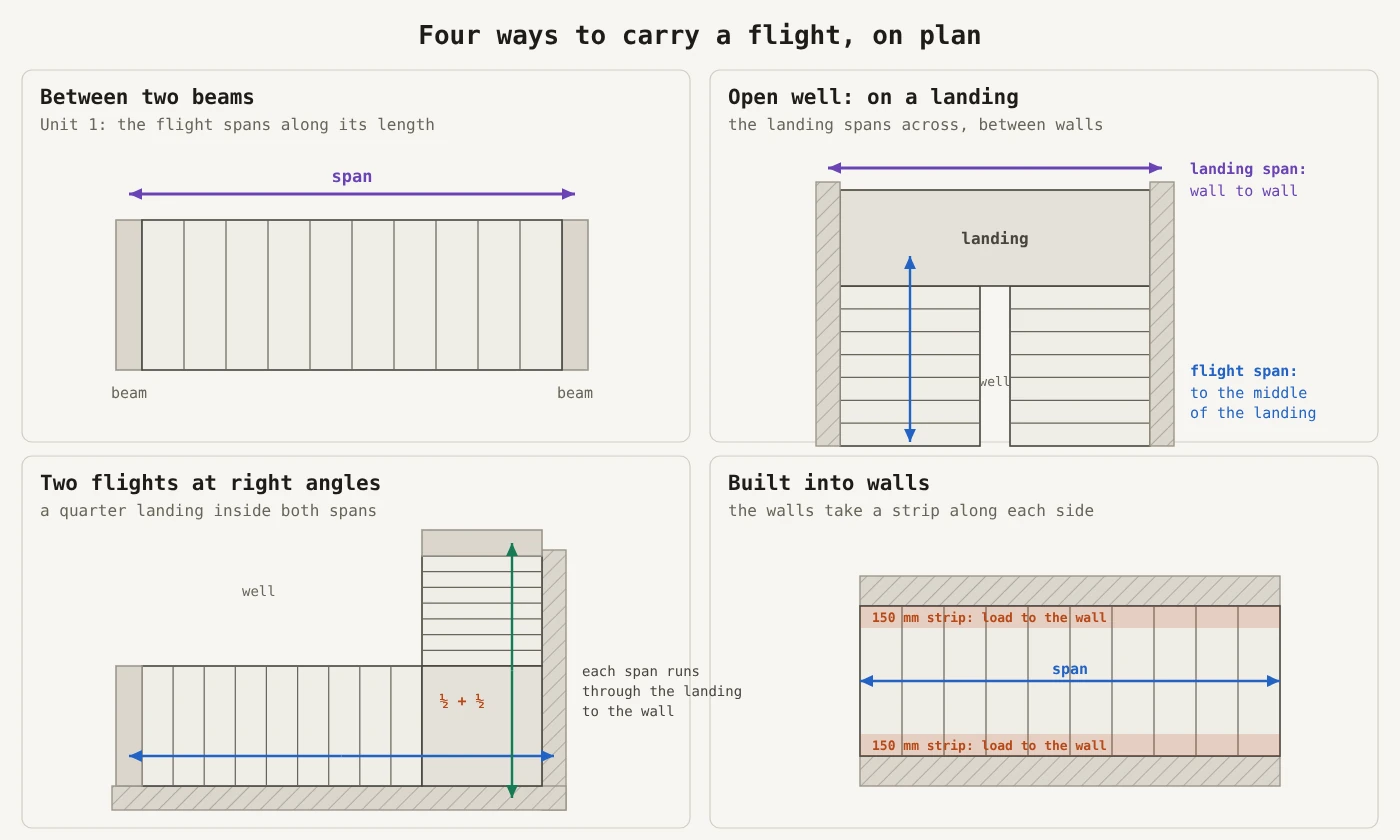 Four ways to carry a flight, on plan
Between two beams
Unit 1: the flight spans along its length
span
beam
beam
Open well: on a landing
the landing spans across, between walls
landing span:
wall to wall
landing
well
flight span:
to the middle
of the landing
Two flights at right angles
a quarter landing inside both spans
well
½ + ½
each span runs
through the landing
to the wall
Built into walls
the walls take a strip along each side
150 mm strip: load to the wall
span
150 mm strip: load to the wall